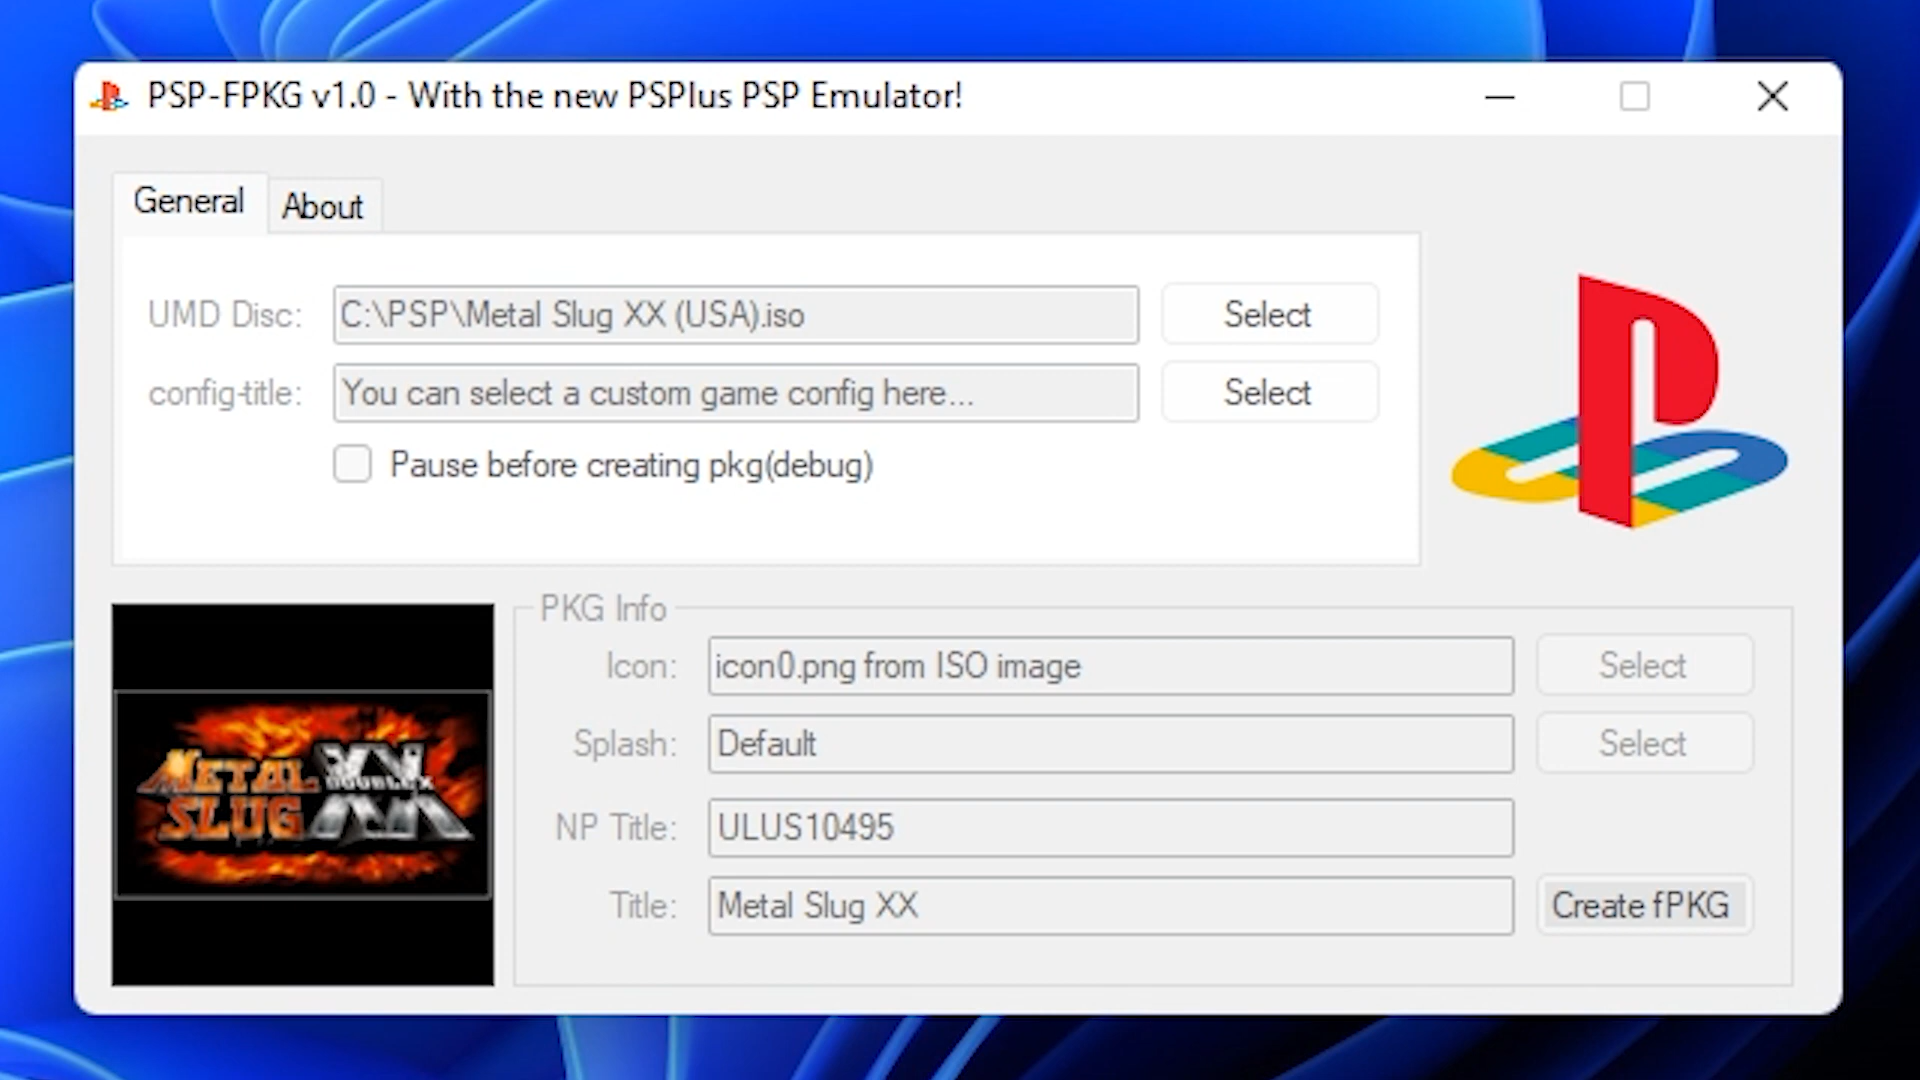 PSP-FPKG v1.0 - With the new PSPlus PSP Emulator!
General About
UMD Disc: C:\PSP\Metal Slug XX (USA).iso Select
config-title: You can select a custom game config here... Select
Pause before creating pkg(debug)
PKG Info
Icon: icon0.png from ISO image Select
Splash: Default Select
NP Title: ULUS10495
Title: Metal Slug XX Create fPKG
METAL
SLUG
XX